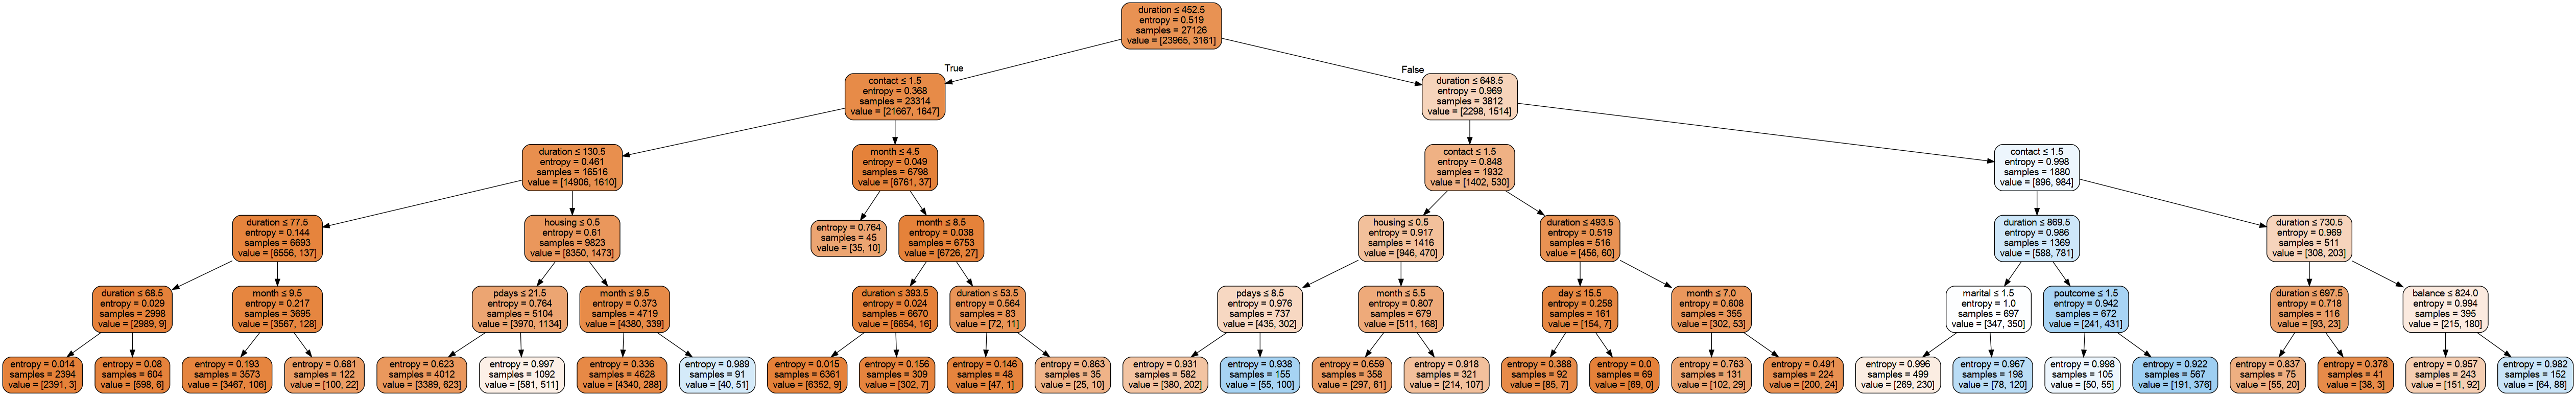 duration ≤ 452.5
entropy = 0.519
samples = 27126
value = [23965, 3161]
True
False
contact ≤ 1.5
entropy = 0.368
samples = 23314
value = [21667, 1647]
duration ≤ 648.5
entropy = 0.969
samples = 3812
value = [2298, 1514]
duration ≤ 130.5
entropy = 0.461
samples = 16516
value = [14906, 1610]
month ≤ 4.5
entropy = 0.049
samples = 6798
value = [6761, 37]
contact ≤ 1.5
entropy = 0.848
samples = 1932
value = [1402, 530]
contact ≤ 1.5
entropy = 0.998
samples = 1880
value = [896, 984]
duration ≤ 77.5
entropy = 0.144
samples = 6693
value = [6556, 137]
housing ≤ 0.5
entropy = 0.61
samples = 9823
value = [8350, 1473]
entropy = 0.764
samples = 45
value = [35, 10]
month ≤ 8.5
entropy = 0.038
samples = 6753
value = [6726, 27]
housing ≤ 0.5
entropy = 0.917
samples = 1416
value = [946, 470]
duration ≤ 493.5
entropy = 0.519
samples = 516
value = [456, 60]
duration ≤ 869.5
entropy = 0.986
samples = 1369
value = [588, 781]
duration ≤ 730.5
entropy = 0.969
samples = 511
value = [308, 203]
duration ≤ 68.5
entropy = 0.029
samples = 2998
value = [2989, 9]
month ≤ 9.5
entropy = 0.217
samples = 3695
value = [3567, 128]
pdays ≤ 21.5
entropy = 0.764
samples = 5104
value = [3970, 1134]
month ≤ 9.5
entropy = 0.373
samples = 4719
value = [4380, 339]
duration ≤ 393.5
entropy = 0.024
samples = 6670
value = [6654, 16]
duration ≤ 53.5
entropy = 0.564
samples = 83
value = [72, 11]
pdays ≤ 8.5
entropy = 0.976
samples = 737
value = [435, 302]
month ≤ 5.5
entropy = 0.807
samples = 679
value = [511, 168]
day ≤ 15.5
entropy = 0.258
samples = 161
value = [154, 7]
month ≤ 7.0
entropy = 0.608
samples = 355
value = [302, 53]
marital ≤ 1.5
entropy = 1.0
samples = 697
value = [347, 350]
poutcome ≤ 1.5
entropy = 0.942
samples = 672
value = [241, 431]
duration ≤ 697.5
entropy = 0.718
samples = 116
value = [93, 23]
balance ≤ 824.0
entropy = 0.994
samples = 395
value = [215, 180]
entropy = 0.014
samples = 2394
value = [2391, 3]
entropy = 0.08
samples = 604
value = [598, 6]
entropy = 0.193
samples = 3573
value = [3467, 106]
entropy = 0.681
samples = 122
value = [100, 22]
entropy = 0.623
samples = 4012
value = [3389, 623]
entropy = 0.997
samples = 1092
value = [581, 511]
entropy = 0.336
samples = 4628
value = [4340, 288]
entropy = 0.989
samples = 91
value = [40, 51]
entropy = 0.015
samples = 6361
value = [6352, 9]
entropy = 0.156
samples = 309
value = [302, 7]
entropy = 0.146
samples = 48
value = [47, 1]
entropy = 0.863
samples = 35
value = [25, 10]
entropy = 0.931
samples = 582
value = [380, 202]
entropy = 0.938
samples = 155
value = [55, 100]
entropy = 0.659
samples = 358
value = [297, 61]
entropy = 0.918
samples = 321
value = [214, 107]
entropy = 0.388
samples = 92
value = [85, 7]
entropy = 0.0
samples = 69
value = [69, 0]
entropy = 0.763
samples = 131
value = [102, 29]
entropy = 0.491
samples = 224
value = [200, 24]
entropy = 0.996
samples = 499
value = [269, 230]
entropy = 0.967
samples = 198
value = [78, 120]
entropy = 0.998
samples = 105
value = [50, 55]
entropy = 0.922
samples = 567
value = [191, 376]
entropy = 0.837
samples = 75
value = [55, 20]
entropy = 0.378
samples = 41
value = [38, 3]
entropy = 0.957
samples = 243
value = [151, 92]
entropy = 0.982
samples = 152
value = [64, 88]